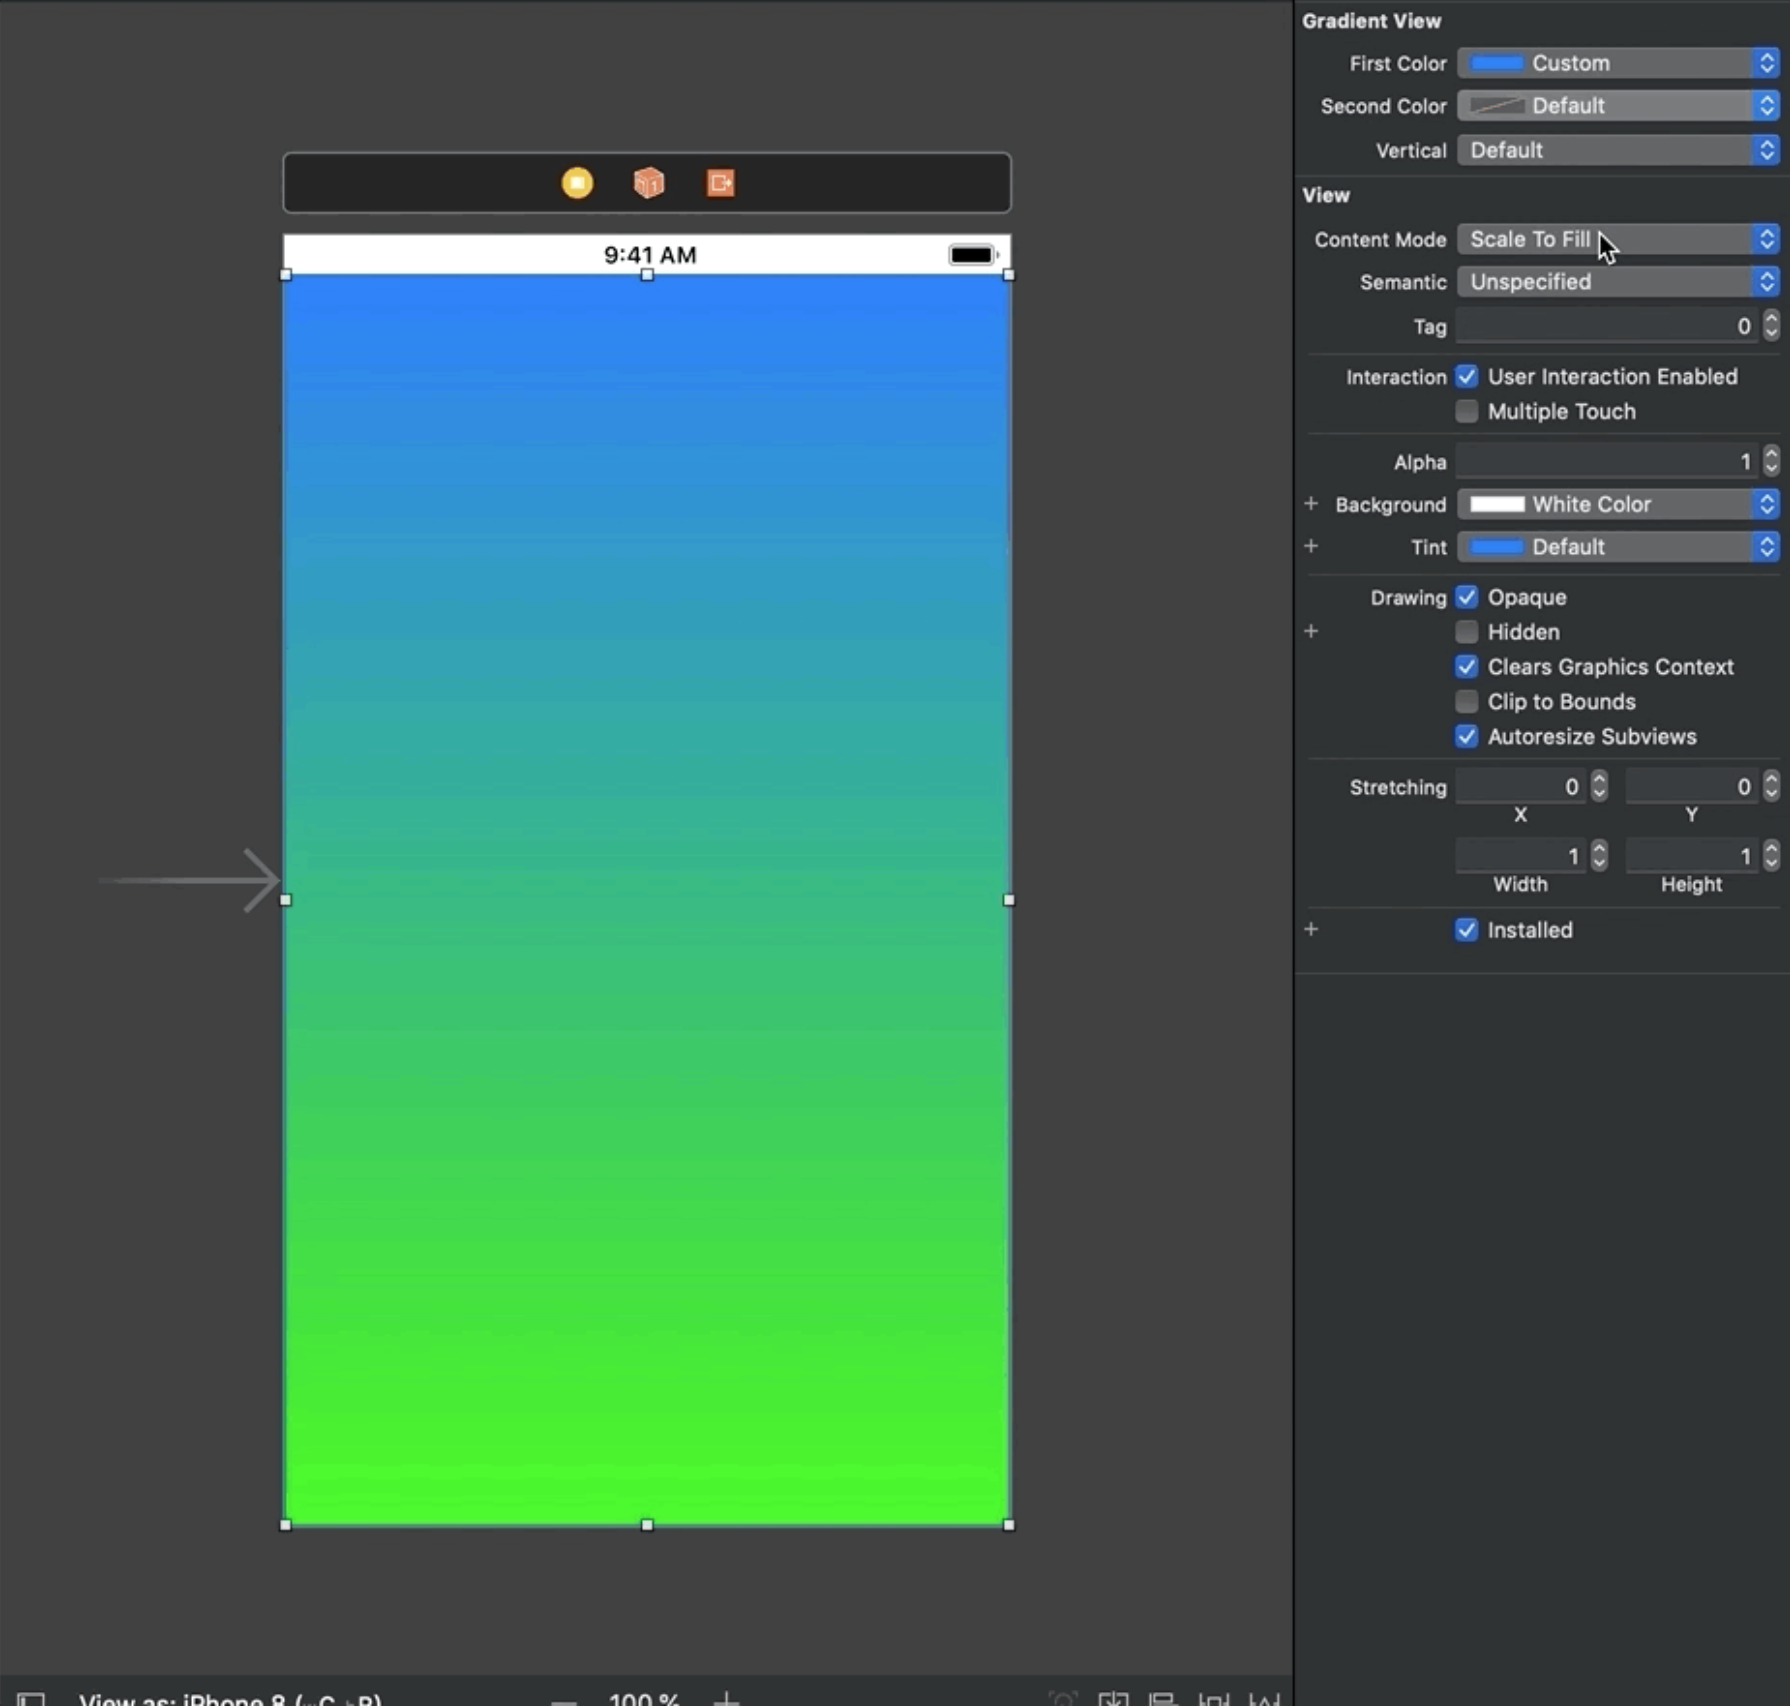 9:41 AM
Gradient View
First Color Custom
Second Color Default
Vertical Default
View
Content Mode Scale To Fill
Semantic Unspecified
Tag 0
Interaction User Interaction Enabled
Multiple Touch
Alpha 1
+ Background White Color
+ Tint Default
Drawing Opaque
+ Hidden
Clears Graphics Context
Clip to Bounds
Autoresize Subviews
Stretching 0 0
X Y
1 1
Width Height
+ Installed
View as: iPhone 8 (wC hR) — 100% +